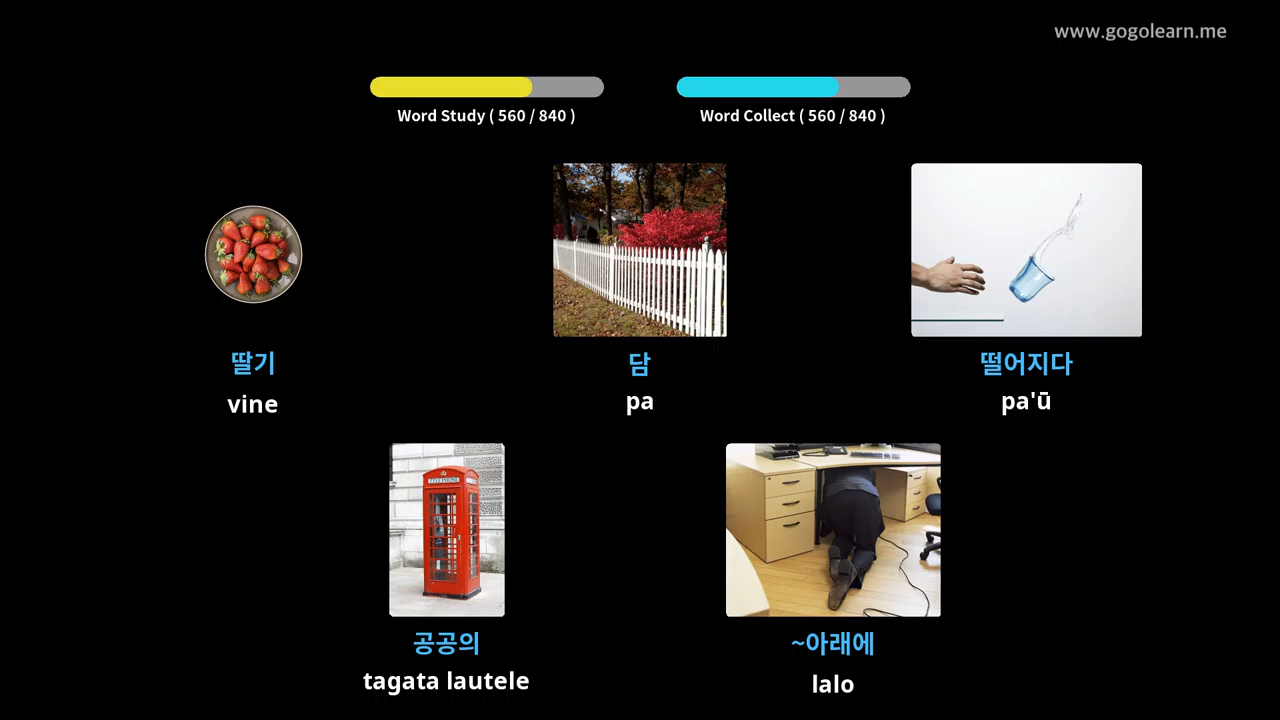 www.gogolearn.me
Word Study ( 560 / 840 )
Word Collect ( 560 / 840 )
딸기
vine
담
pa
떨어지다
pa'ū
TELEPHONE
공공의
tagata lautele
~아래에
lalo